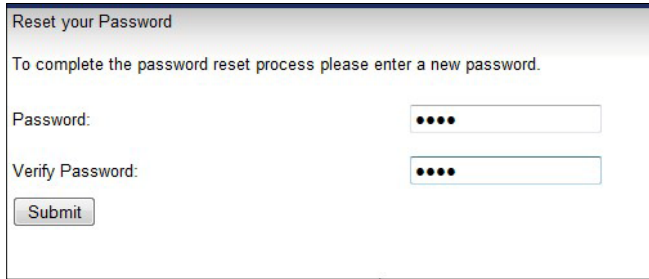 Reset your Password
To complete the password reset process please enter a new password.
Password: ●●●●
Verify Password: ●●●●
Submit